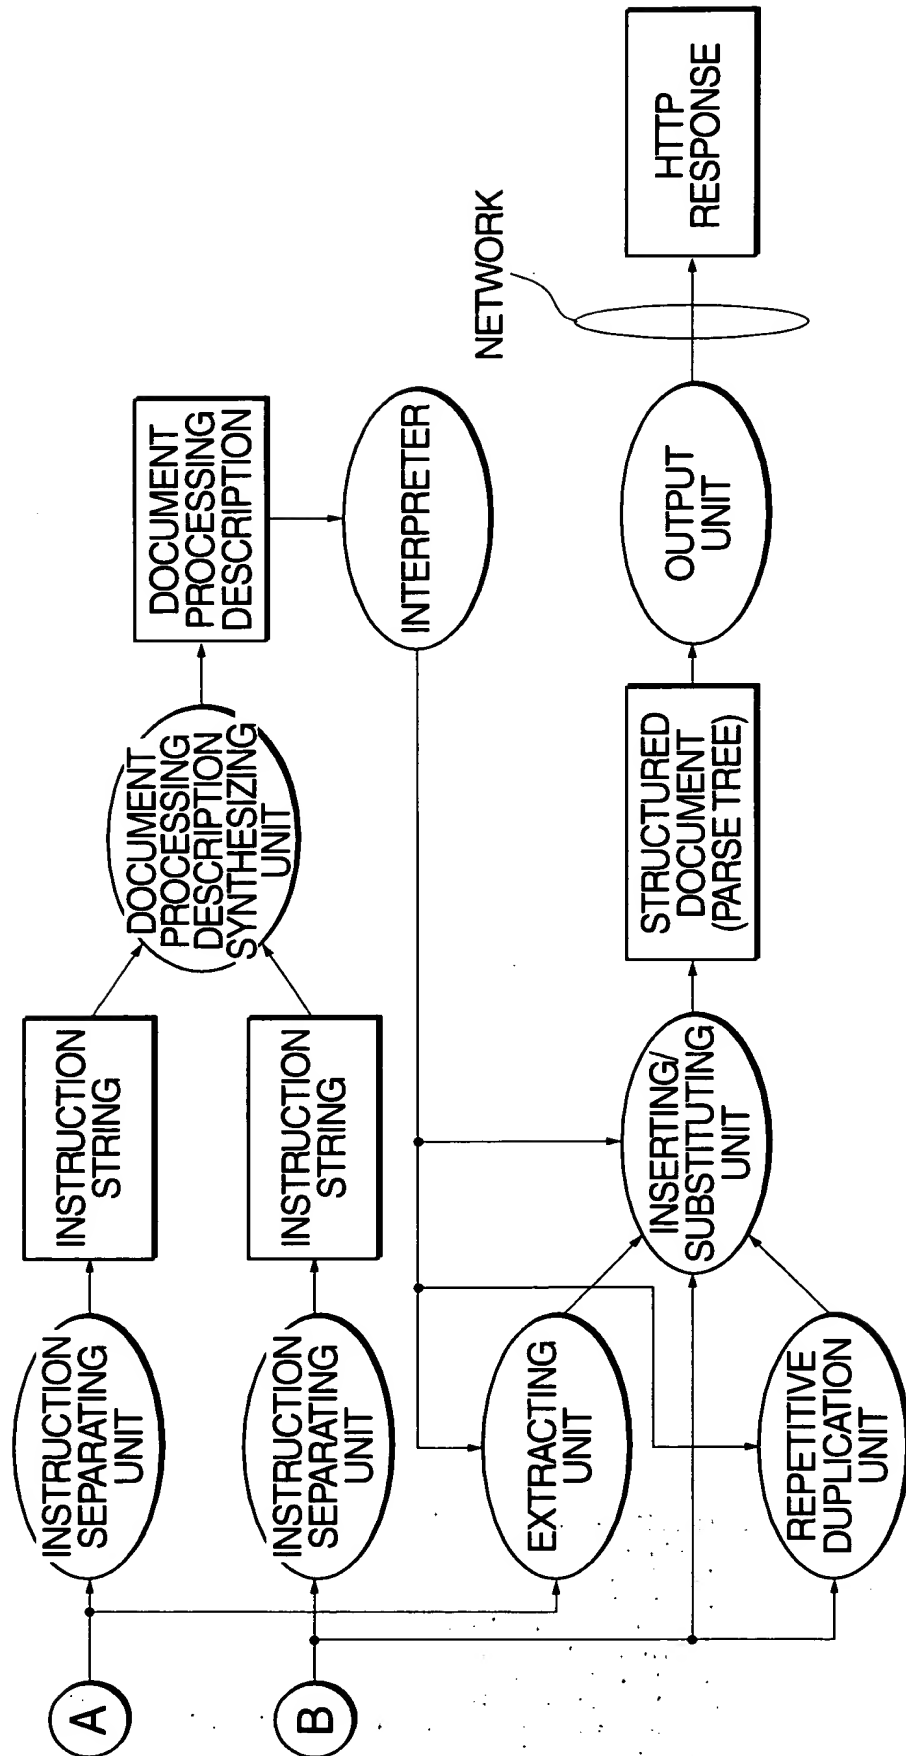 A
INSTRUCTION
SEPARATING
UNIT
INSTRUCTION
STRING
DOCUMENT
PROCESSING
DESCRIPTION
SYNTHESIZING
UNIT
DOCUMENT
PROCESSING
DESCRIPTION
B
INSTRUCTION
SEPARATING
UNIT
INSTRUCTION
STRING
INTERPRETER
EXTRACTING
UNIT
REPETITIVE
DUPLICATION
UNIT
INSERTING/
SUBSTITUTING
UNIT
STRUCTURED
DOCUMENT
(PARSE TREE)
OUTPUT
UNIT
NETWORK
HTTP
RESPONSE